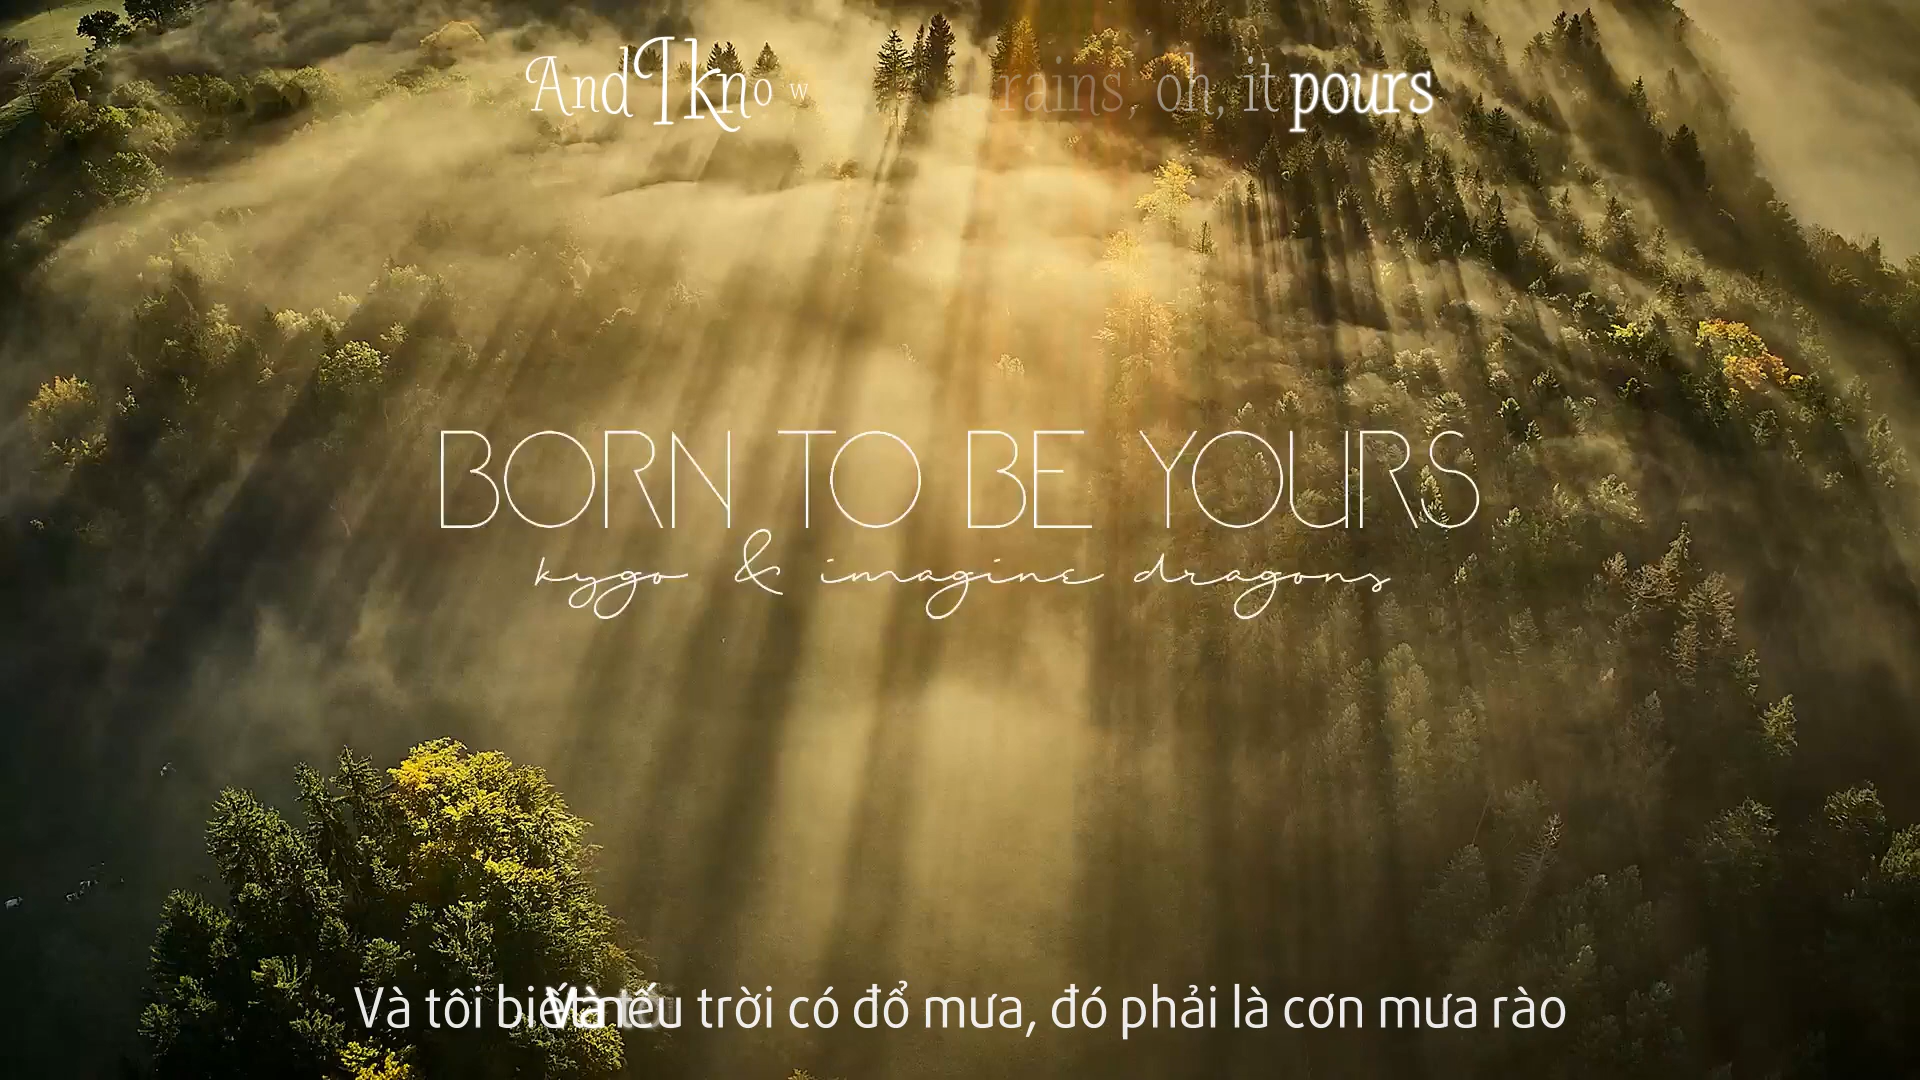 And I know rains, oh, it pours
BORN TO BE YOURS
kygo & imagine dragons
Và tôi biết nếu trời có đổ mưa, đó phải là cơn mưa rào